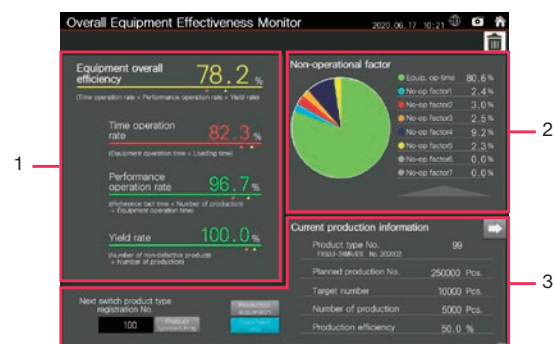 Overall Equipment Effectiveness Monitor
2020.06.17 10:21
Equipment overall
efficiency
78.2 %
(Time operation rate × Performance operation rate × Yield rate)
Time operation
rate
82.3 %
(Equipment operation time ÷ Loading time)
Performance
operation rate
96.7 %
(Reference tact time × Number of production)
÷ Equipment operation time)
Yield rate
100.0 %
(Number of non-defective products
÷ Number of production)
Next switch product type
registration No.
100
Product
Production
Non-operational factor
Equip. op-time 80.6 %
No-op factor1 2.4 %
No-op factor2 3.0 %
No-op factor3 2.5 %
No-op factor4 9.2 %
No-op factor5 2.3 %
No-op factor6 0.0 %
No-op factor7 0.0 %
Current production information
Product type No. 99
No. 202002
Planned production No. 250000 Pcs.
Target number 10000 Pcs.
Number of production 5000 Pcs.
Production efficiency 50.0 %
1
2
3